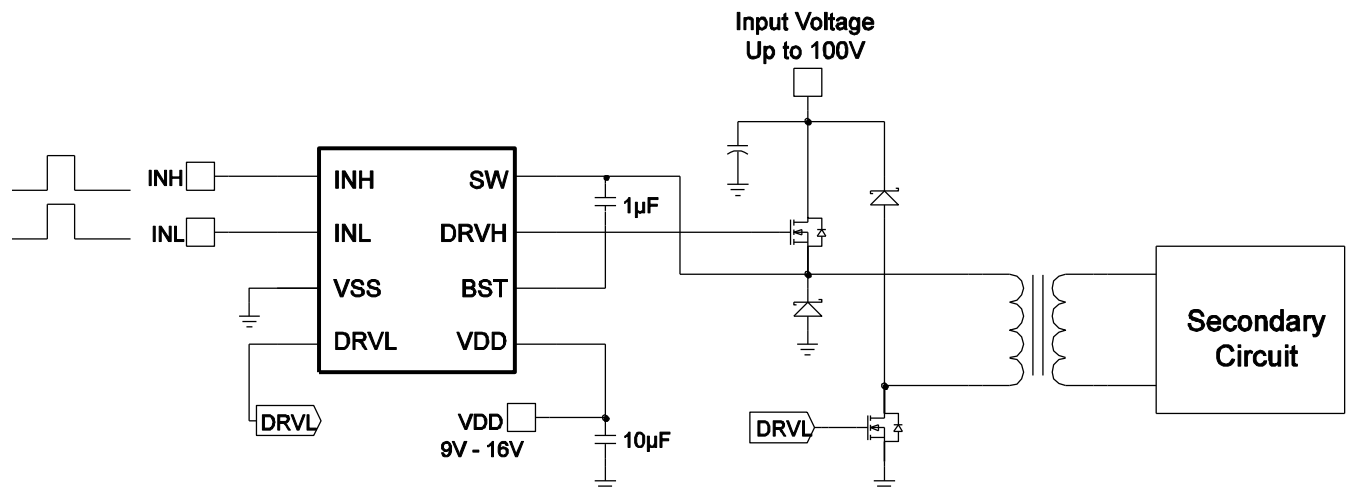 Input Voltage
Up to 100V
INH
INH
SW
1µF
INL
INL
DRVH
VSS
BST
DRVL
VDD
Secondary
Circuit
DRVL
VDD
9V - 16V
10µF
DRVL